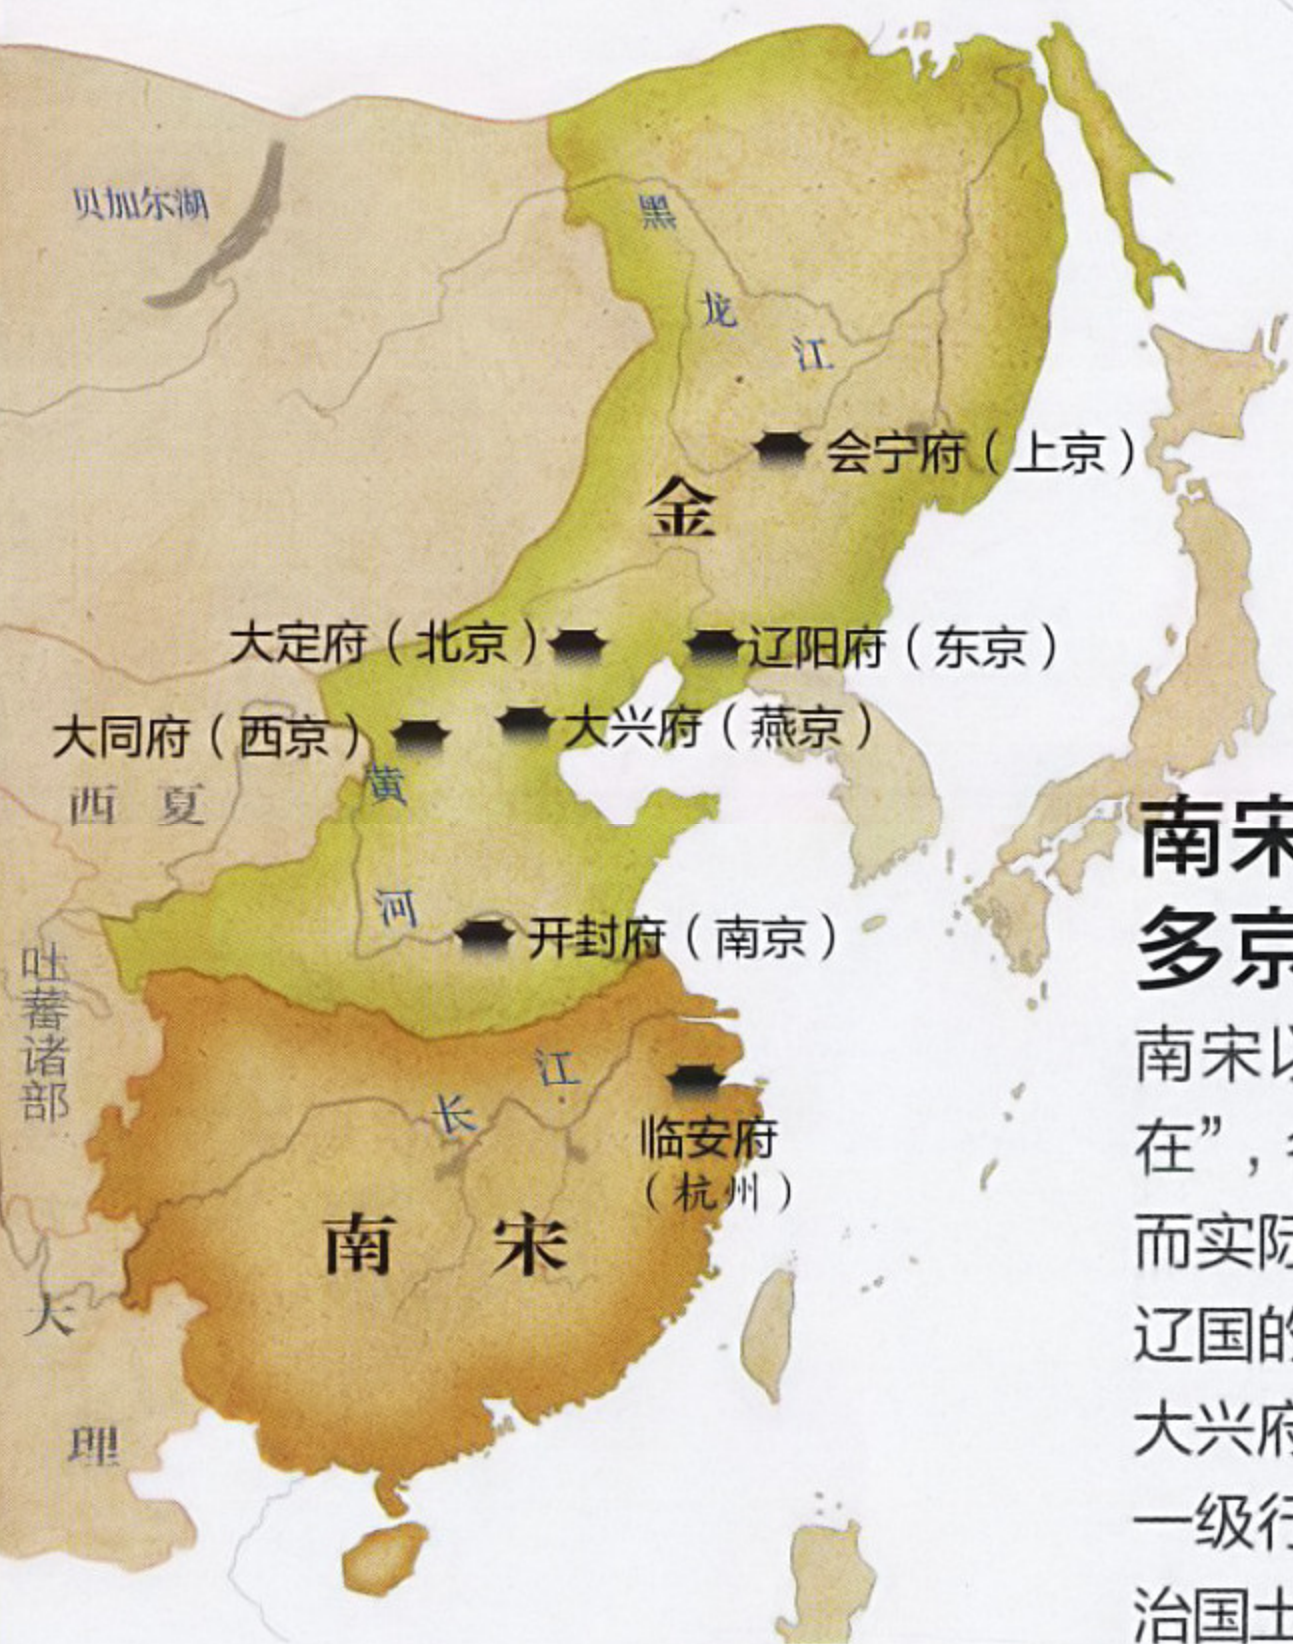 贝加尔湖
黑龙江
会宁府（上京）
金
大定府（北京）
辽阳府（东京）
大同府（西京）
大兴府（燕京）
西夏
黄河
开封府（南京）
吐蕃诸部
长江
临安府
（杭州）
南宋
大理
南宋
多京
南宋以
在”，
而实际
辽国的
大兴府
一级行
治国土